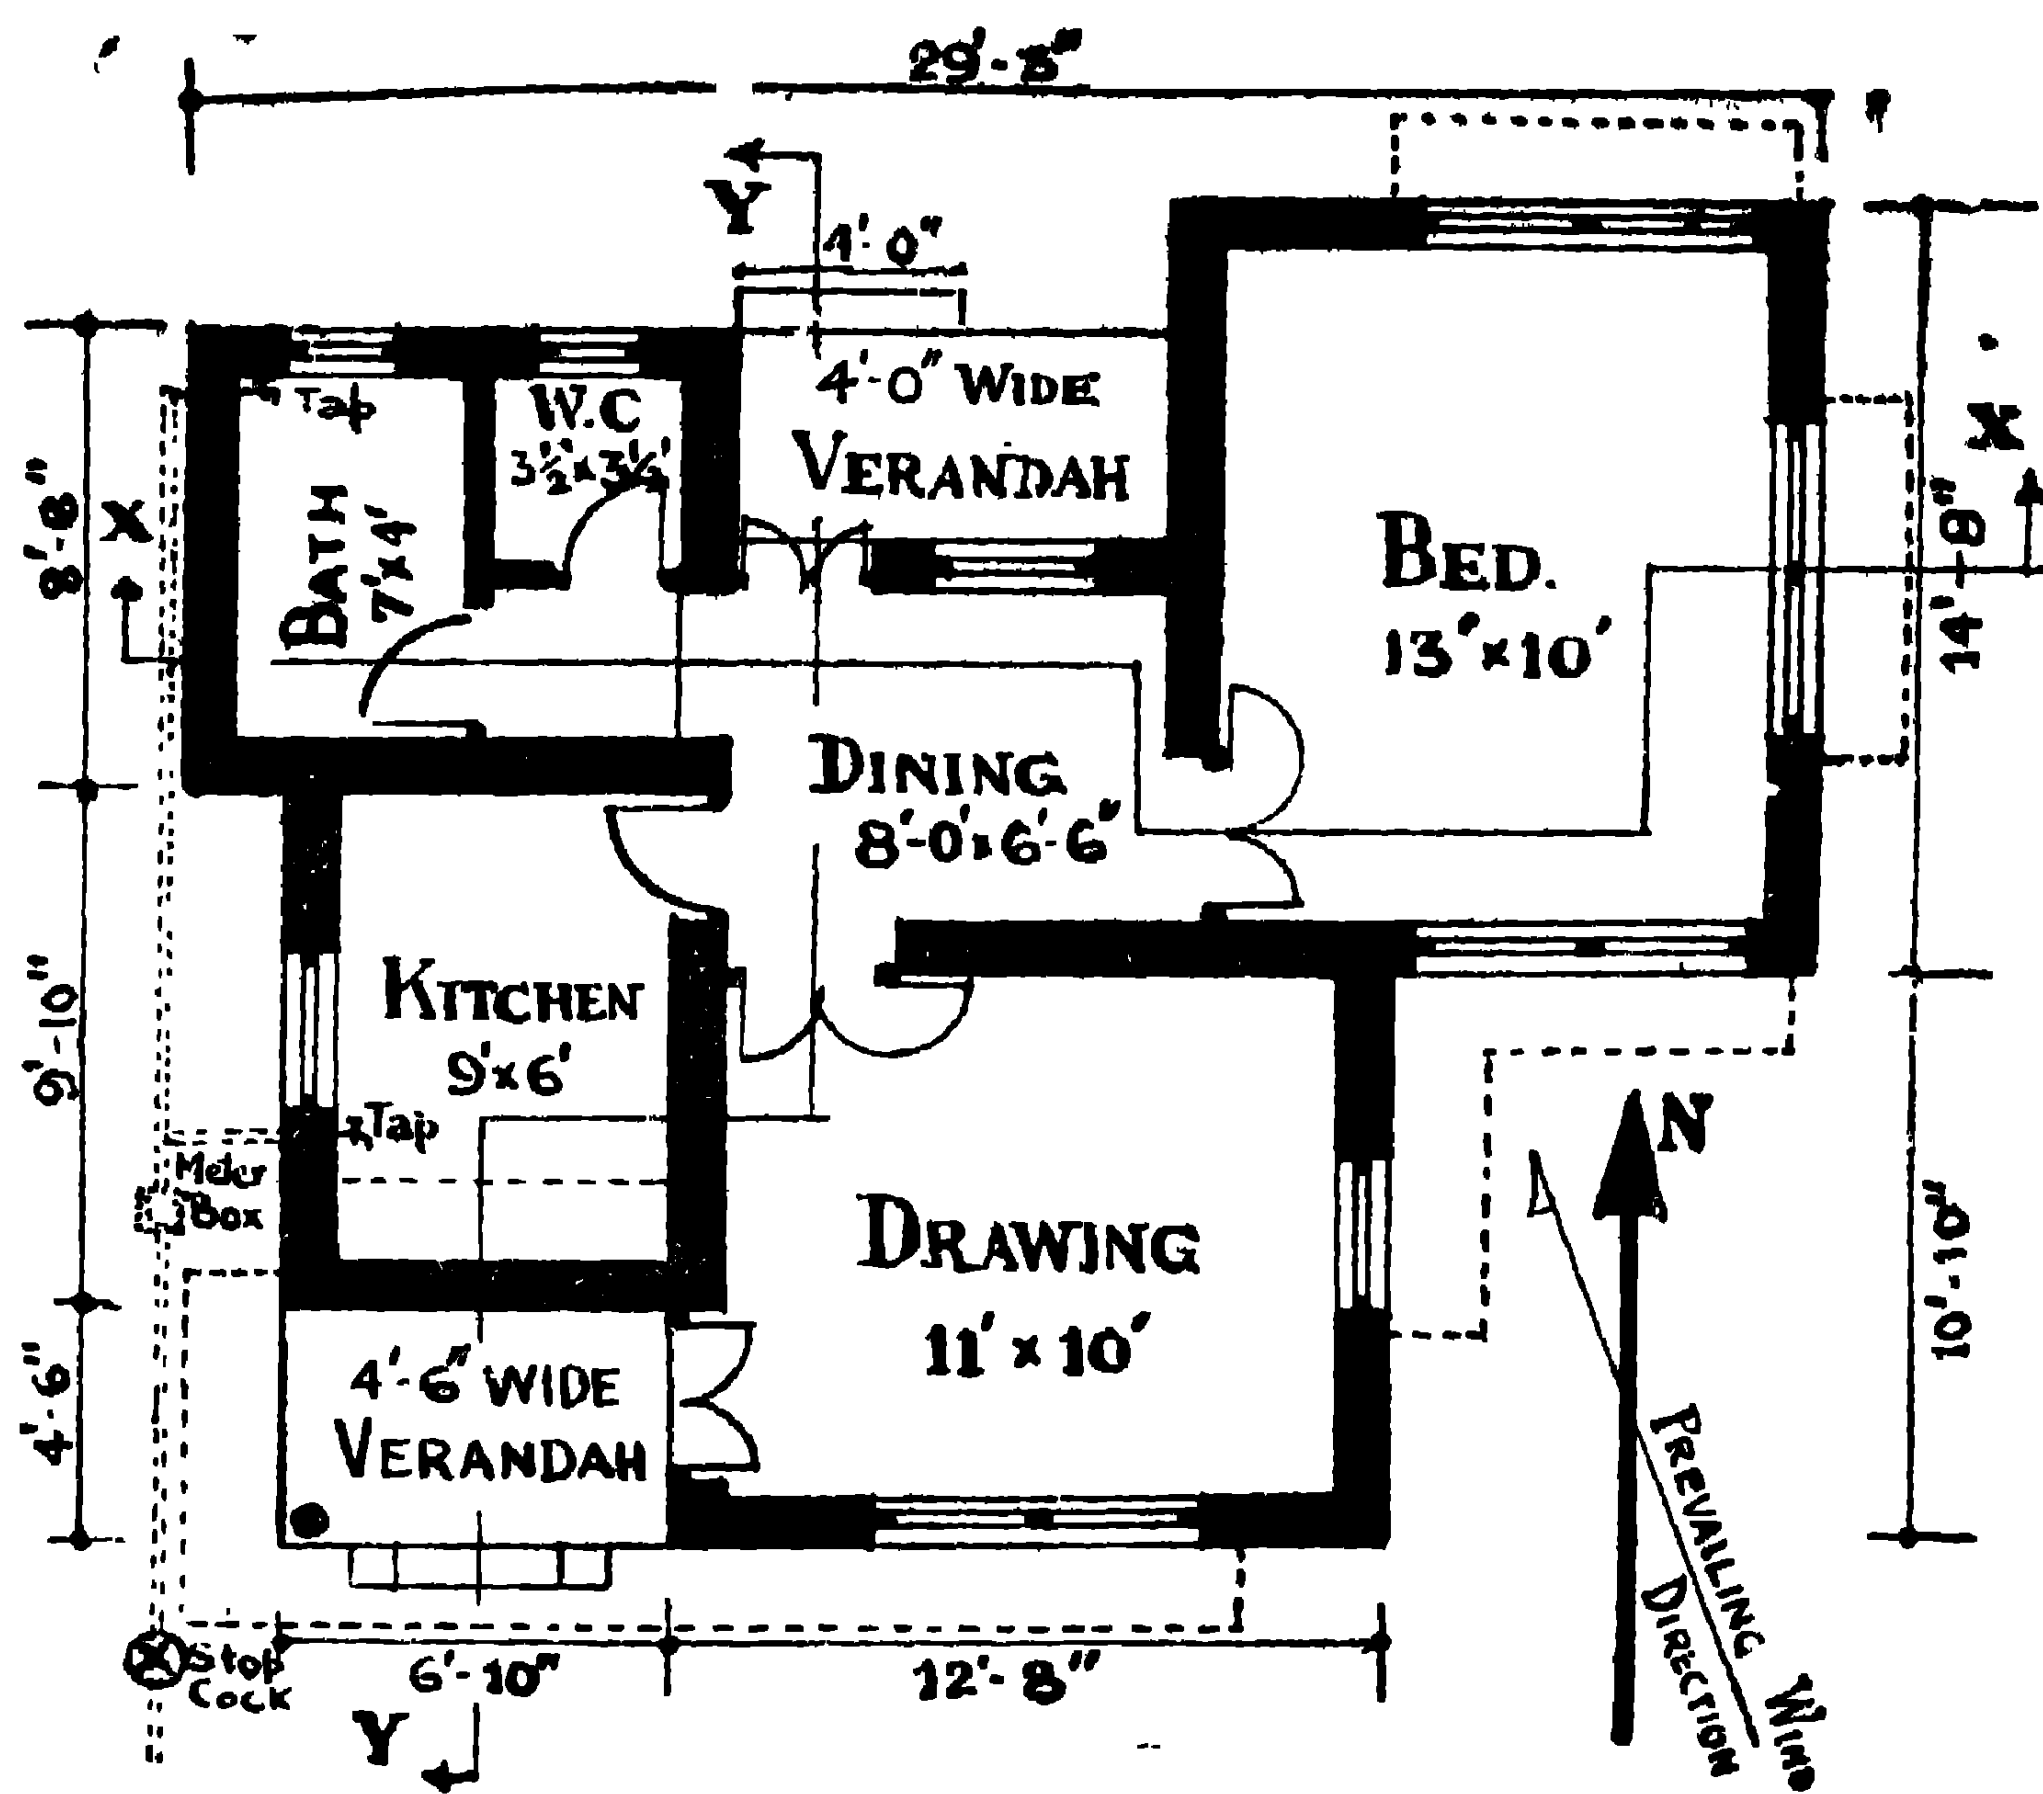 29'-8"
Y
4'-0"
4'-0" WIDE
VERANDAH
Tap
W.C
3½'x3½'
BATH
7'x4'
8'-8"
X
BED.
13'x10'
X
14'-8"
DINING
8'-0'x6'-6"
KITCHEN
9'x6'
9'-10"
Tap
Meter
Box
N
DRAWING
11'x10'
10'-10"
4'-6" WIDE
VERANDAH
4'-6"
PREVAILING WIND
DIRECTION
Stop
Cock
6'-10"
12'-8"
Y